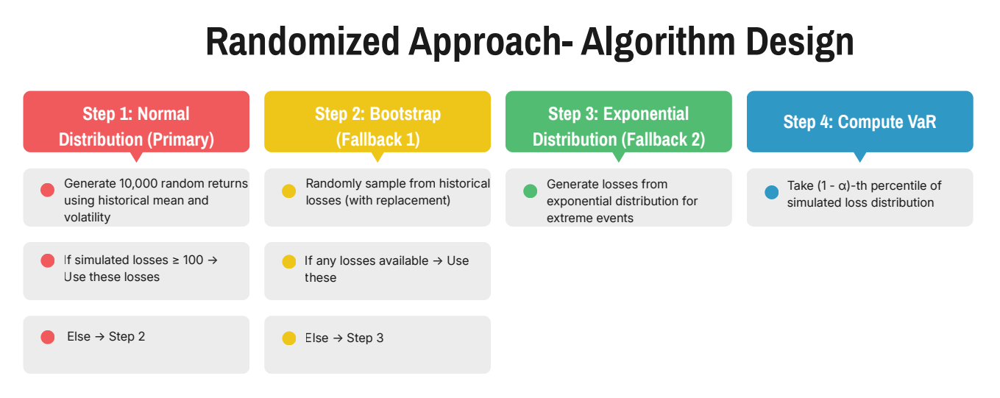 Randomized Approach- Algorithm Design
Step 1: Normal
Distribution (Primary)
Generate 10,000 random returns
using historical mean and
volatility
If simulated losses ≥ 100 →
Use these losses
Else → Step 2
Step 2: Bootstrap
(Fallback 1)
Randomly sample from historical
losses (with replacement)
If any losses available → Use
these
Else → Step 3
Step 3: Exponential
Distribution (Fallback 2)
Generate losses from
exponential distribution for
extreme events
Step 4: Compute VaR
Take (1 - α)-th percentile of
simulated loss distribution